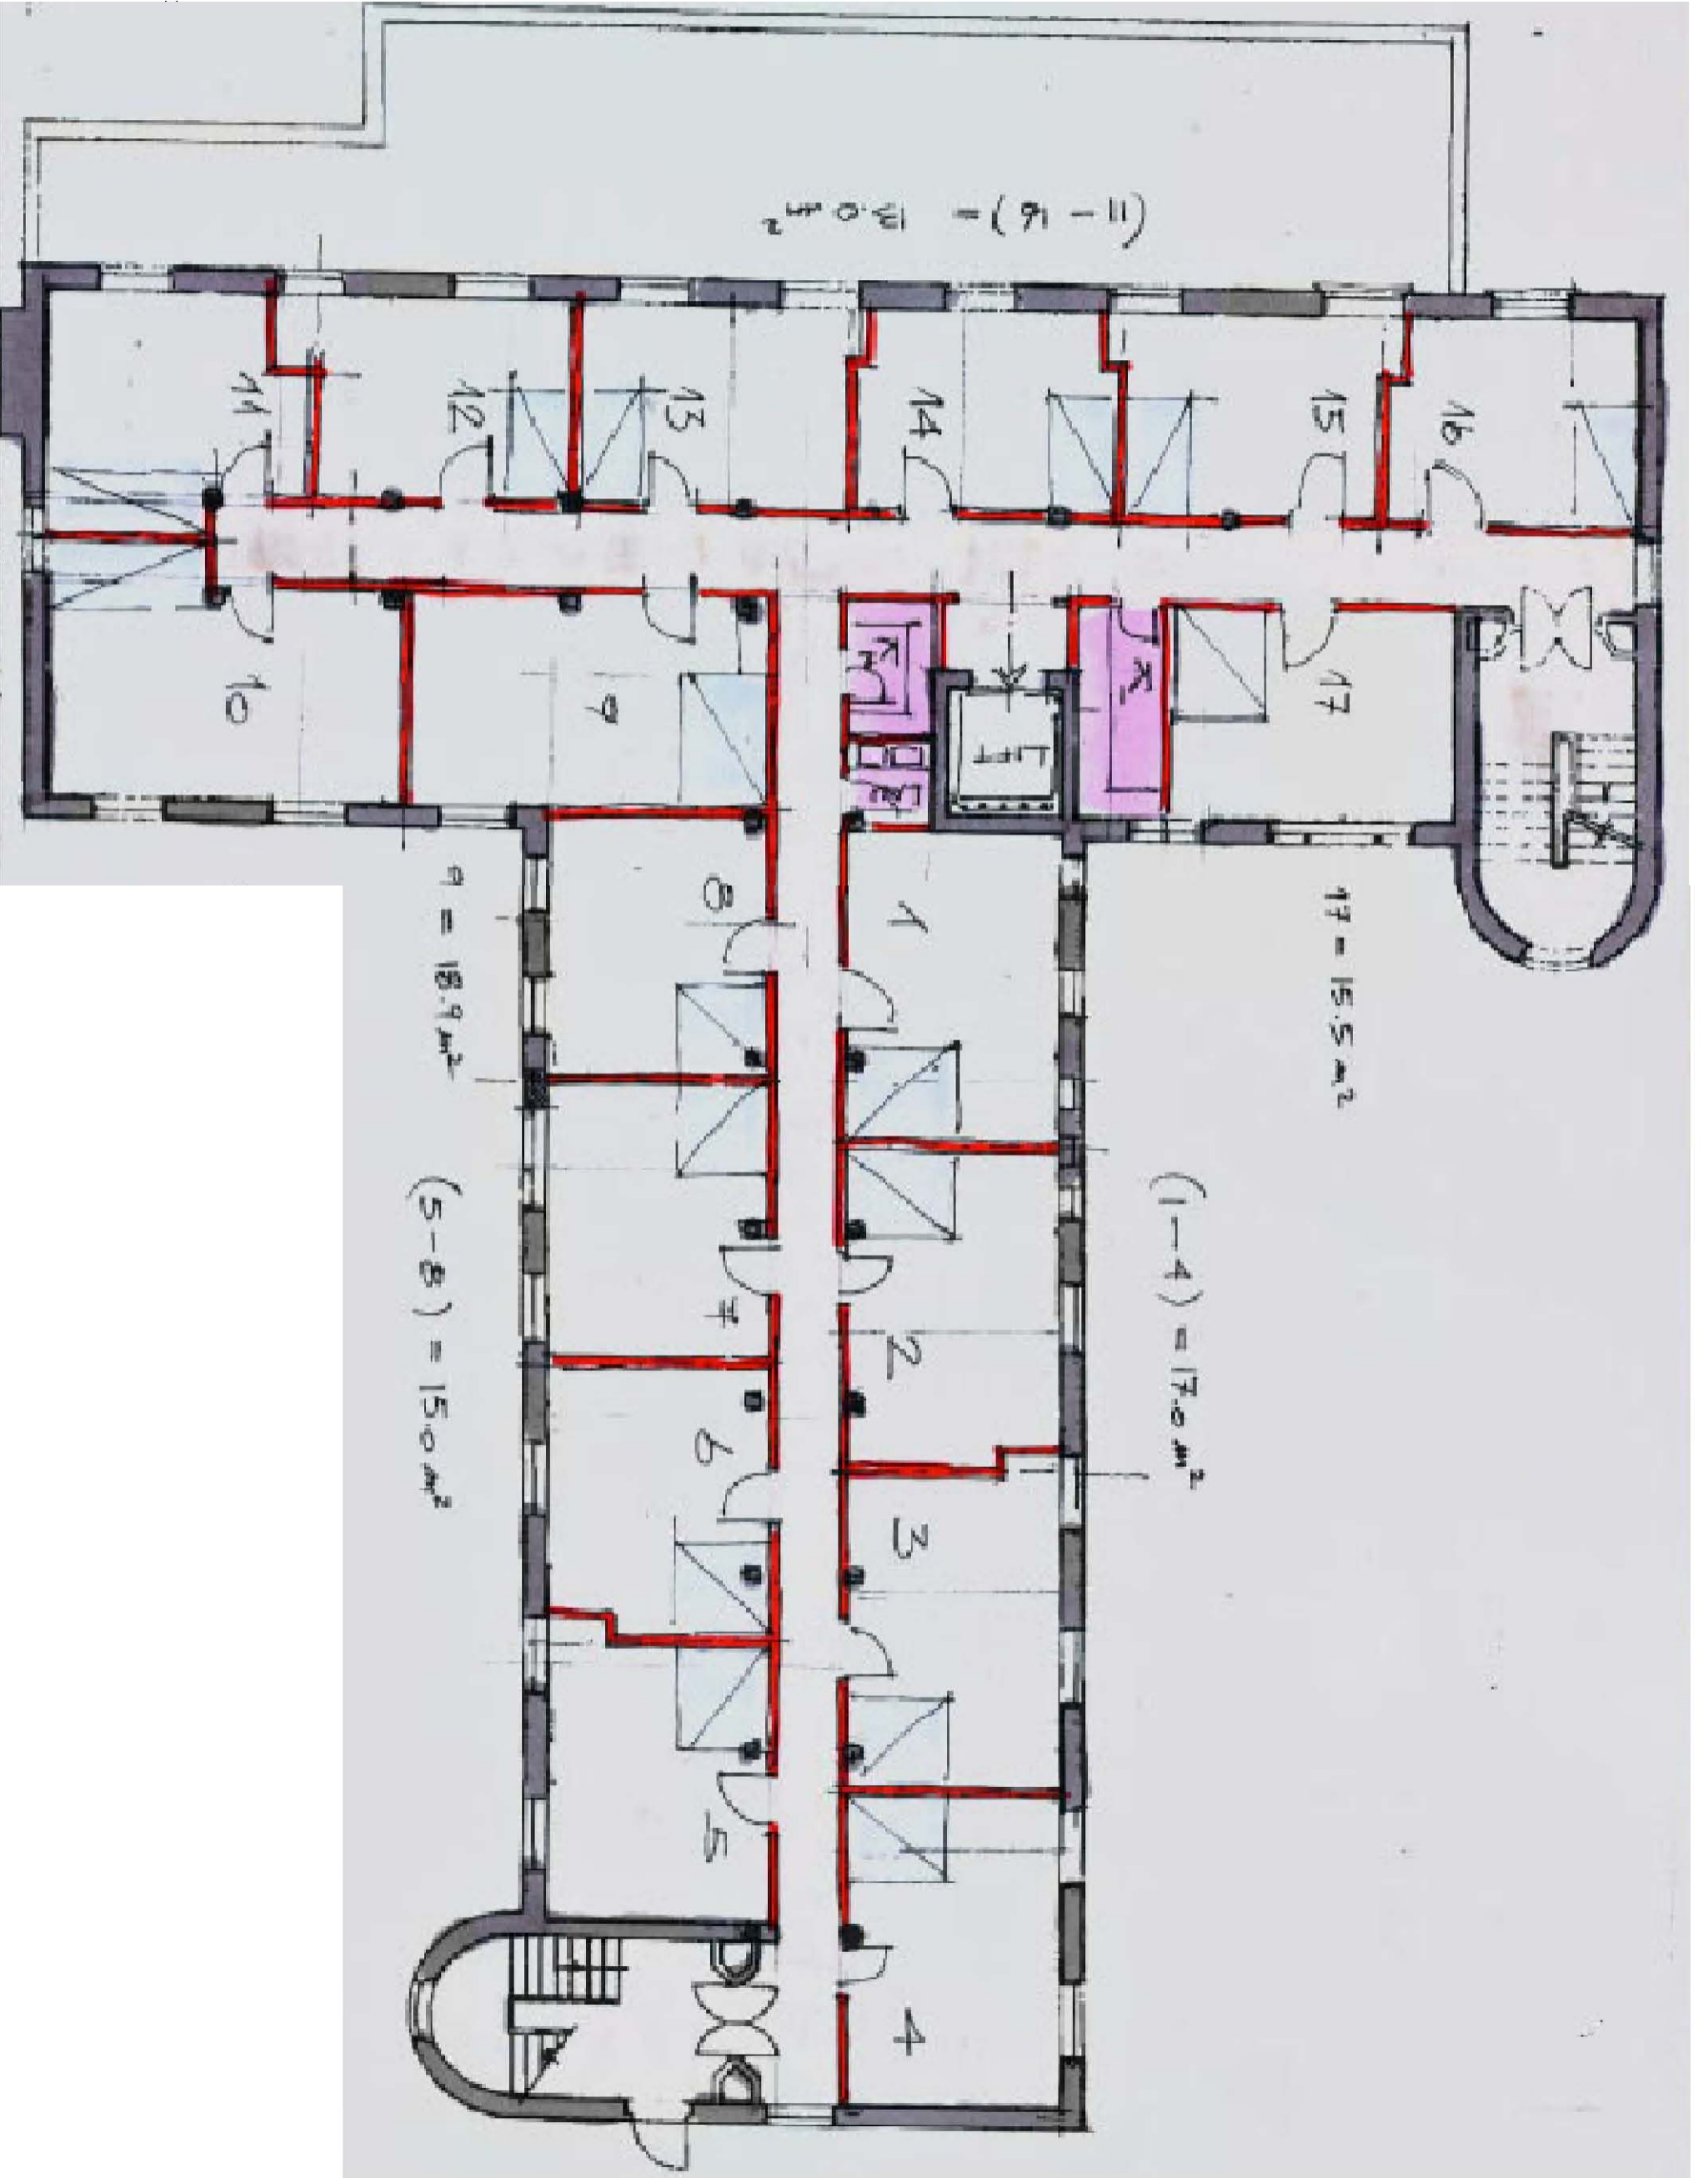 (11 - 16) = 13.0 m²
11
12
13
14
15
16
10
9
K
Lift
K
17
8
1
9 = 18.9 m²
17 = 15.5 m²
7
2
(5 - 8) = 15.0 m²
(1 - 4) = 17.0 m²
6
3
5
4